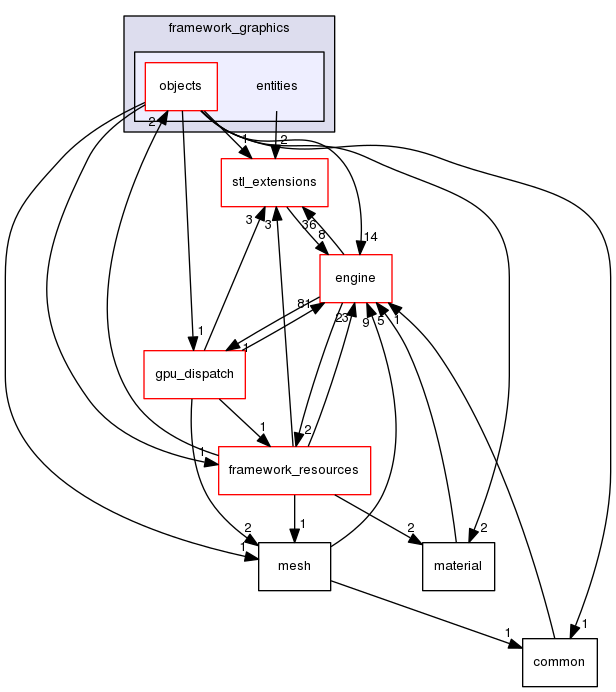 framework_graphics
objects
entities
2
1
2
stl_extensions
3
3
36
8
14
engine
81
23
9
5
1
1
1
gpu_dispatch
1
2
1
framework_resources
2
1
2
2
1
mesh
material
1
1
common